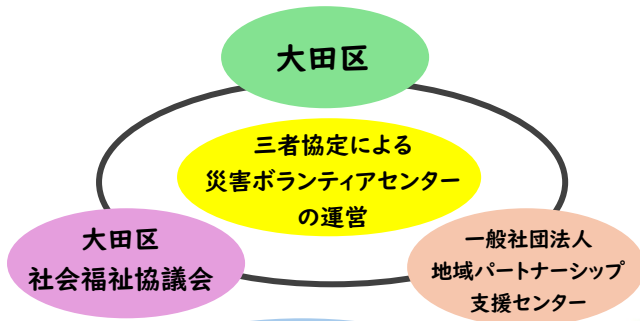 大田区
三者協定による
災害ボランティアセンター
の運営
大田区
社会福祉協議会
一般社団法人
地域パートナーシップ
支援センター